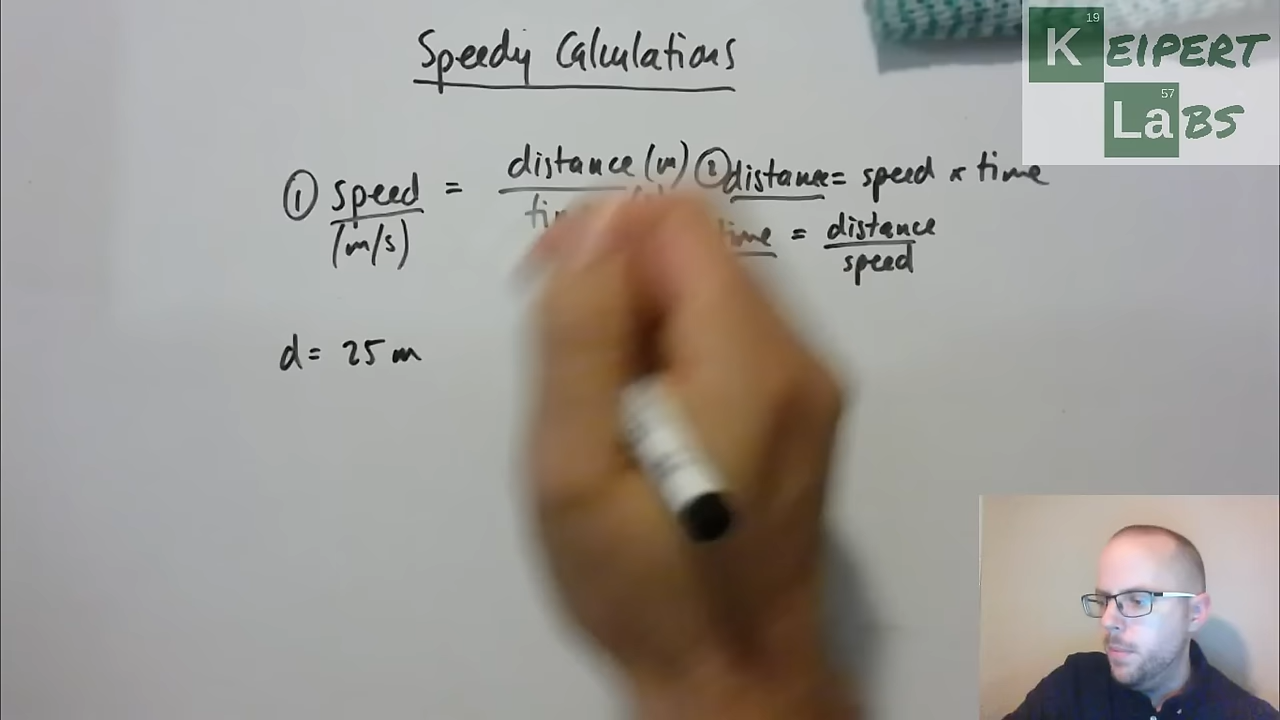 Speedy Calculations
19
KEIPERT
57
LaBS
① speed = distance (m)
(m/s)
② distance = speed × time
time = distance
speed
d = 25 m